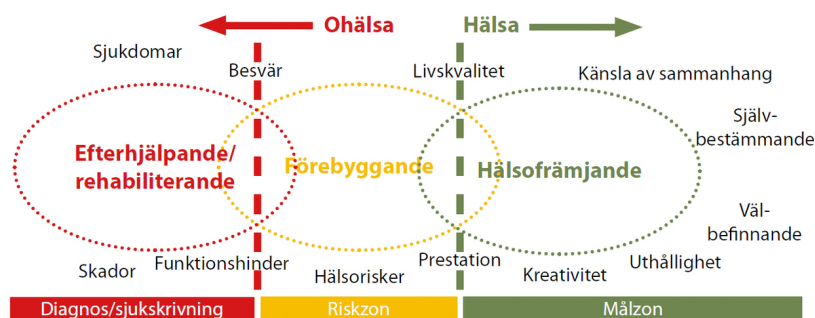 Ohälsa
Hälsa
Sjukdomar
Besvär
Livskvalitet
Känsla av sammanhang
Själv-
bestämmande
Efterhjälpande/
rehabiliterande
Förebyggande
Hälsofrämjande
Väl-
befinnande
Skador
Funktionshinder
Hälsorisker
Prestation
Kreativitet
Uthållighet
Diagnos/sjukskrivning
Riskzon
Målzon